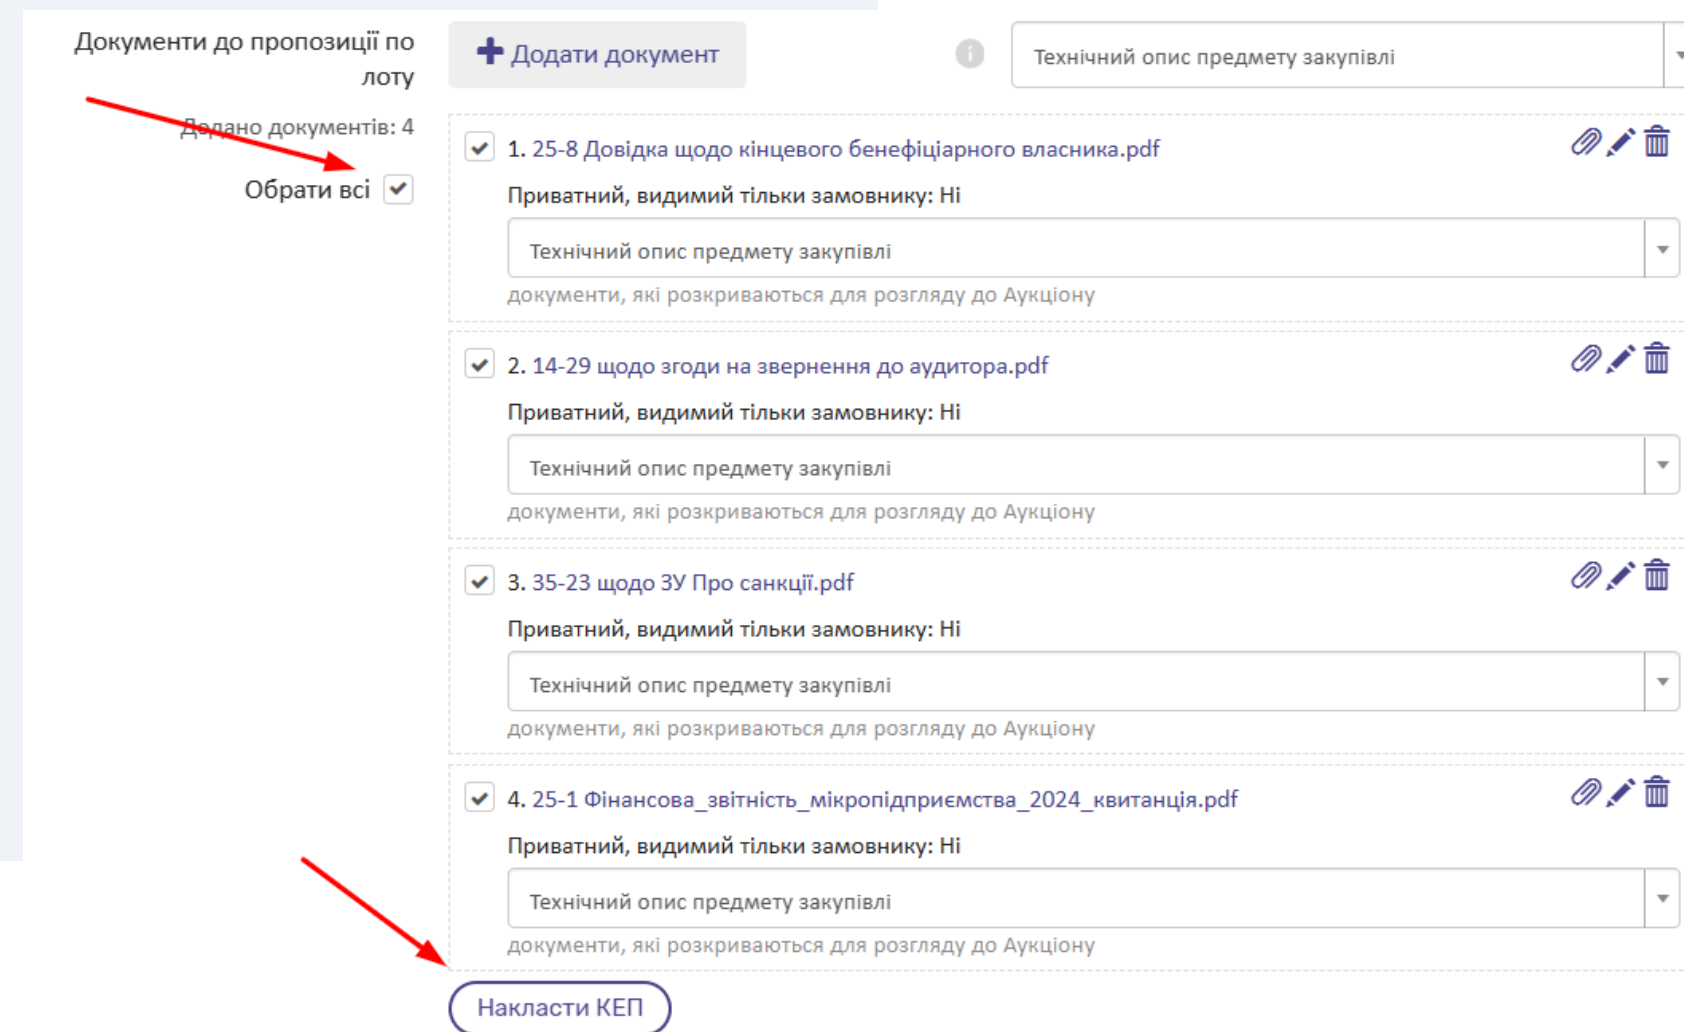 Документи до пропозиції по
лоту
Додано документів: 4
Обрати всі
Додати документ
Технічний опис предмету закупівлі
1. 25-8 Довідка щодо кінцевого бенефіціарного власника.pdf
Приватний, видимий тільки замовнику: Ні
Технічний опис предмету закупівлі
документи, які розкриваються для розгляду до Аукціону
2. 14-29 щодо згоди на звернення до аудитора.pdf
Приватний, видимий тільки замовнику: Ні
Технічний опис предмету закупівлі
документи, які розкриваються для розгляду до Аукціону
3. 35-23 щодо ЗУ Про санкції.pdf
Приватний, видимий тільки замовнику: Ні
Технічний опис предмету закупівлі
документи, які розкриваються для розгляду до Аукціону
4. 25-1 Фінансова_звітність_мікропідприємства_2024_квитанція.pdf
Приватний, видимий тільки замовнику: Ні
Технічний опис предмету закупівлі
документи, які розкриваються для розгляду до Аукціону
Накласти КЕП